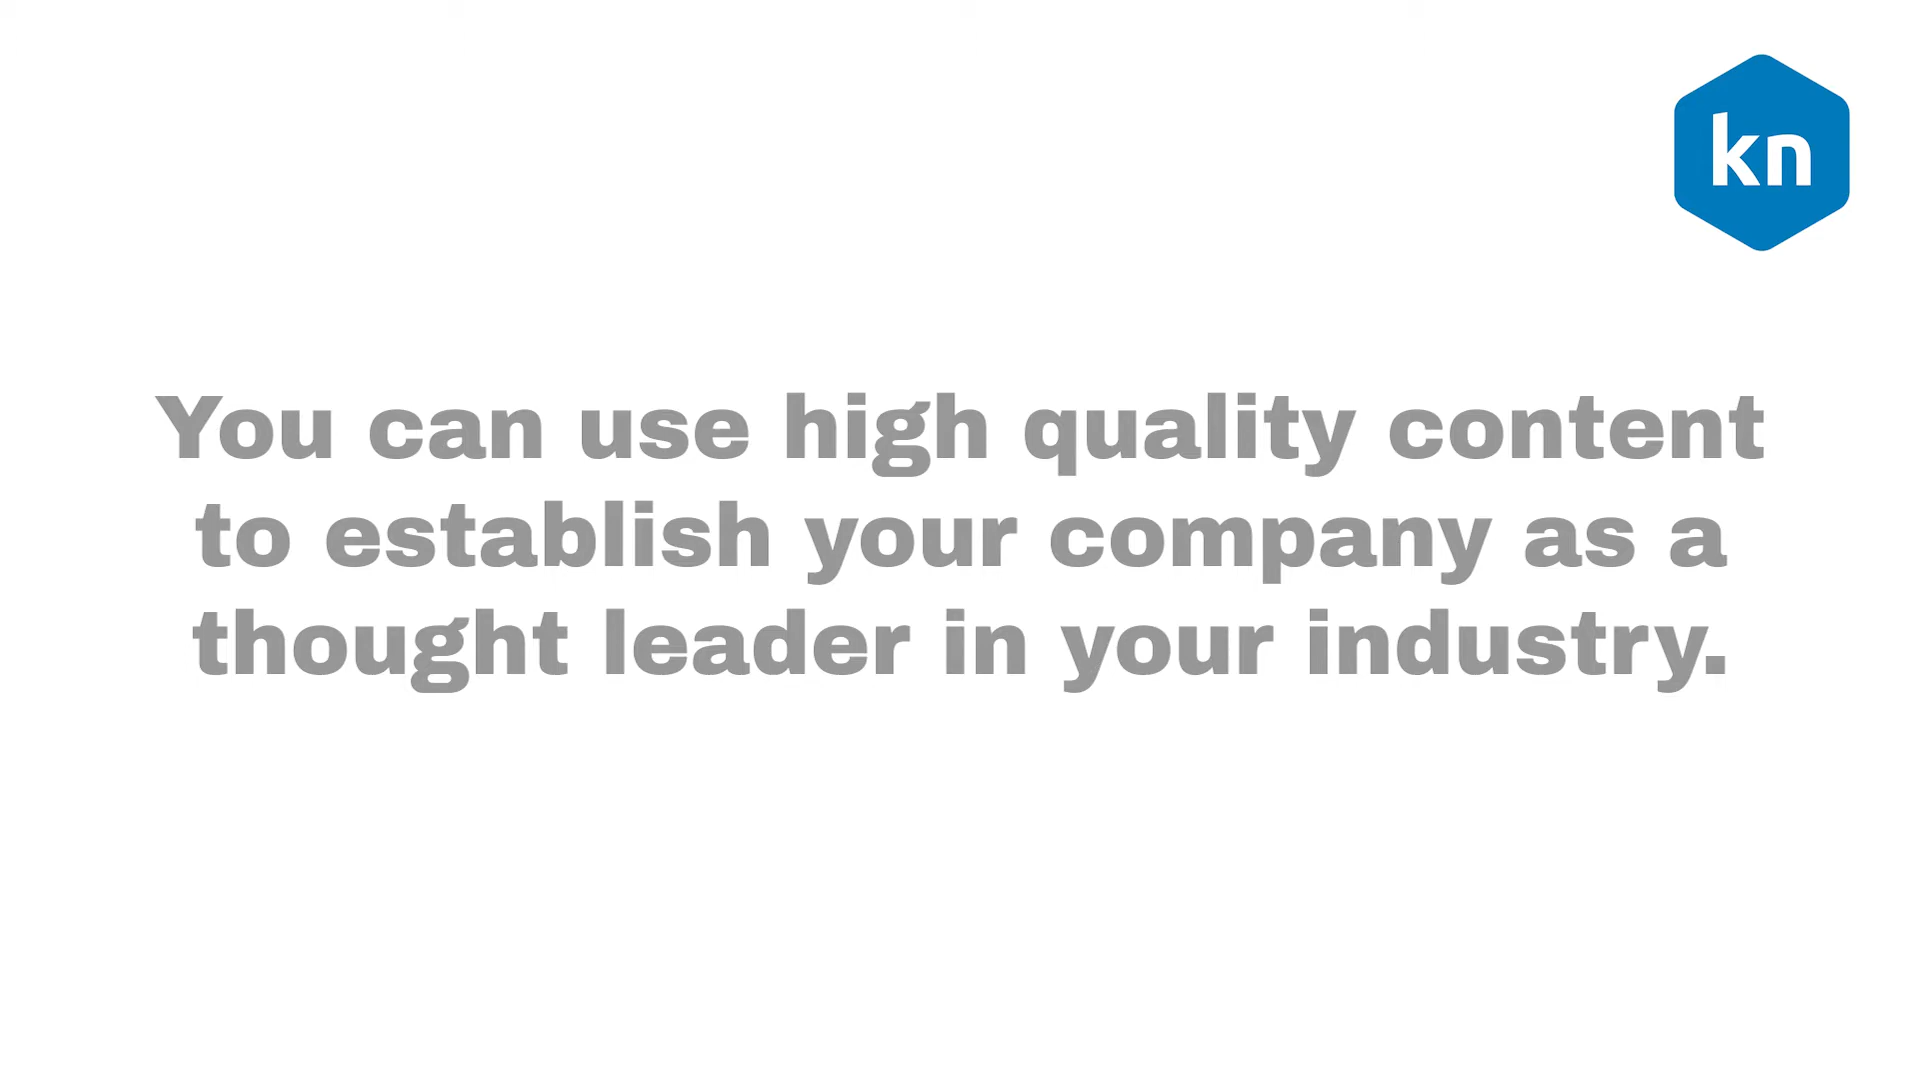 kn
You can use high quality content
to establish your company as a
thought leader in your industry.